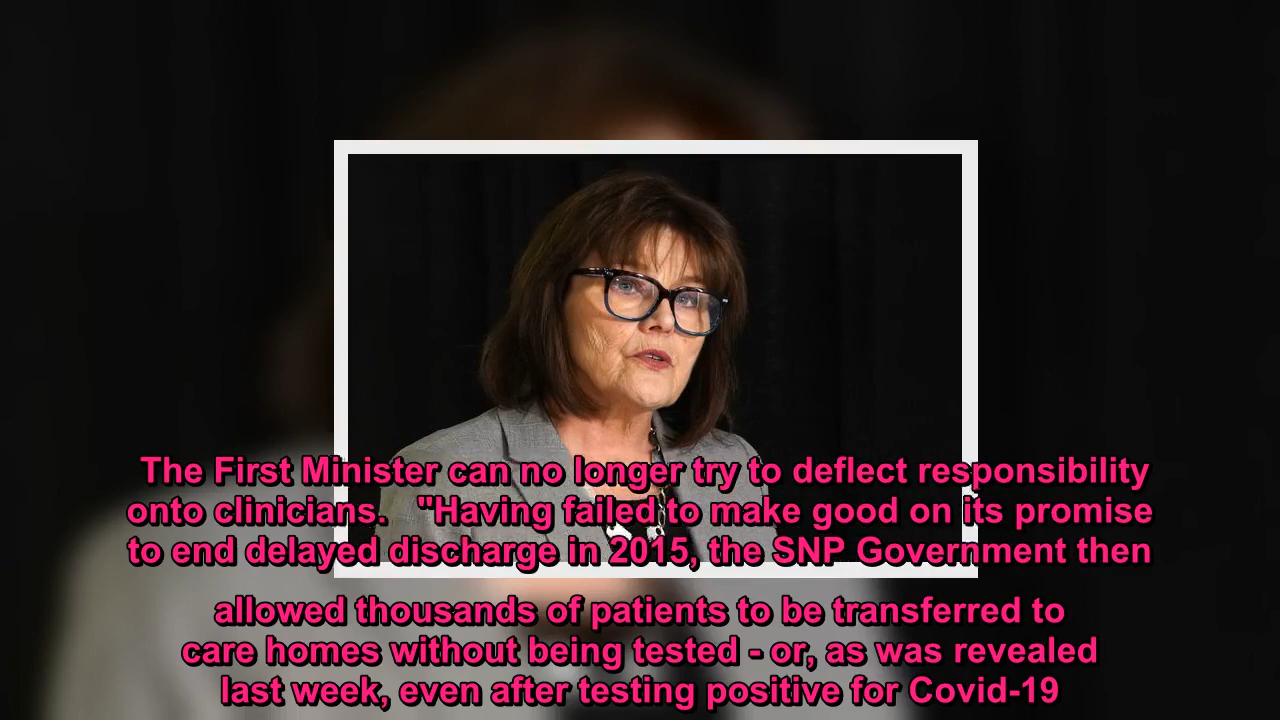 The First Minister can no longer try to deflect responsibility
onto clinicians.   "Having failed to make good on its promise
to end delayed discharge in 2015, the SNP Government then
allowed thousands of patients to be transferred to
care homes without being tested - or, as was revealed
last week, even after testing positive for Covid-19